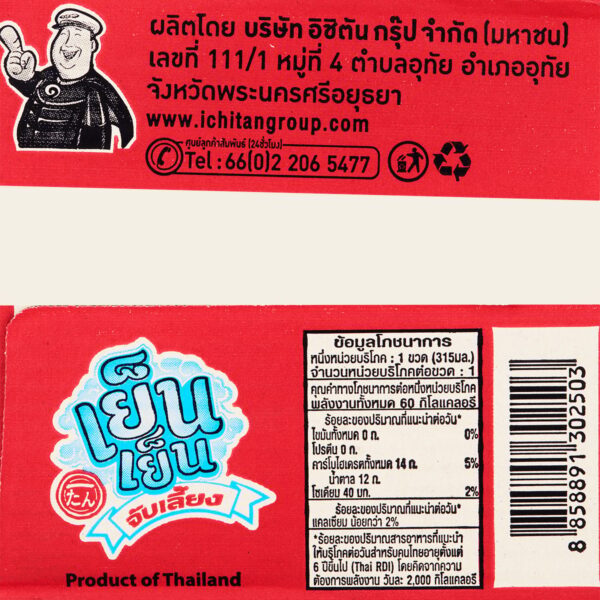 ผลิตโดย บริษัท อิชิตัน กรุ๊ป จำกัด (มหาชน)
เลขที่ 111/1 หมู่ที่ 4 ตำบลอุทัย อำเภออุทัย
จังหวัดพระนครศรีอยุธยา
www.ichitangroup.com
ศูนย์ลูกค้าสัมพันธ์ (24ชั่วโมง)
Tel : 66(0)2 206 5477
เย็น
เย็น
จับเลี้ยง
Product of Thailand
ข้อมูลโภชนาการ
หนึ่งหน่วยบริโภค : 1 ขวด (315มล.)
จำนวนหน่วยบริโภคต่อขวด : 1
คุณค่าทางโภชนาการต่อหนึ่งหน่วยบริโภค
พลังงานทั้งหมด 60 กิโลแคลอรี
ร้อยละของปริมาณที่แนะนำต่อวัน*
ไขมันทั้งหมด 0 ก. 0%
โปรตีน 0 ก.
คาร์โบไฮเดรตทั้งหมด 14 ก. 5%
น้ำตาล 12 ก.
โซเดียม 40 มก. 2%
ร้อยละของปริมาณที่แนะนำต่อวัน*
แคลเซียม น้อยกว่า 2%
*ร้อยละของปริมาณสารอาหารที่แนะนำ
ให้บริโภคต่อวันสำหรับคนไทยอายุตั้งแต่
6 ปีขึ้นไป (Thai RDI) โดยคิดจากความ
ต้องการพลังงาน วันละ 2,000 กิโลแคลอรี
8 858891 302503